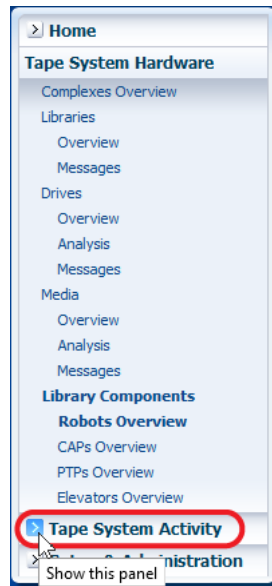 Home
Tape System Hardware
Complexes Overview
Libraries
Overview
Messages
Drives
Overview
Analysis
Messages
Media
Overview
Analysis
Messages
Library Components
Robots Overview
CAPs Overview
PTPs Overview
Elevators Overview
Tape System Activity
Show this panel